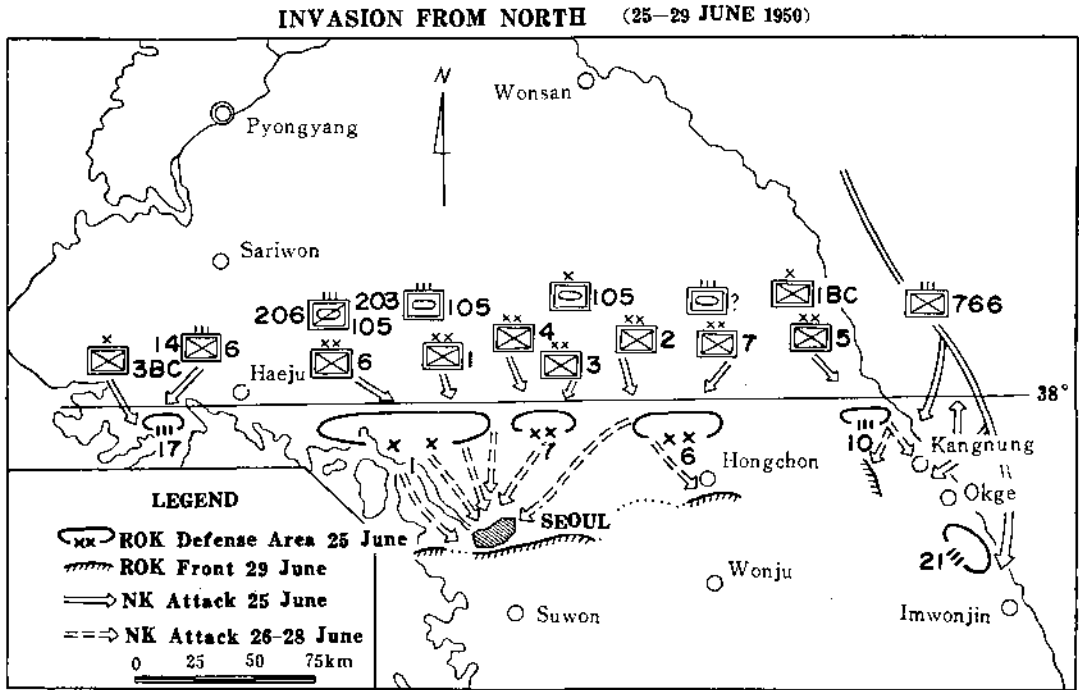 INVASION FROM NORTH (25—29 JUNE 1950)
N
Wonsan
Pyongyang
Sariwon
206
203
105
105
105
?
1BC
766
14
6
3BC
Haeju
6
1
4
3
2
7
5
38°
17
1
7
6
10
Hongchon
Kangnung
Okge
SEOUL
21
Wonju
Suwon
Imwonjin
LEGEND
ROK Defense Area 25 June
ROK Front 29 June
NK Attack 25 June
NK Attack 26-28 June
0 25 50 75km